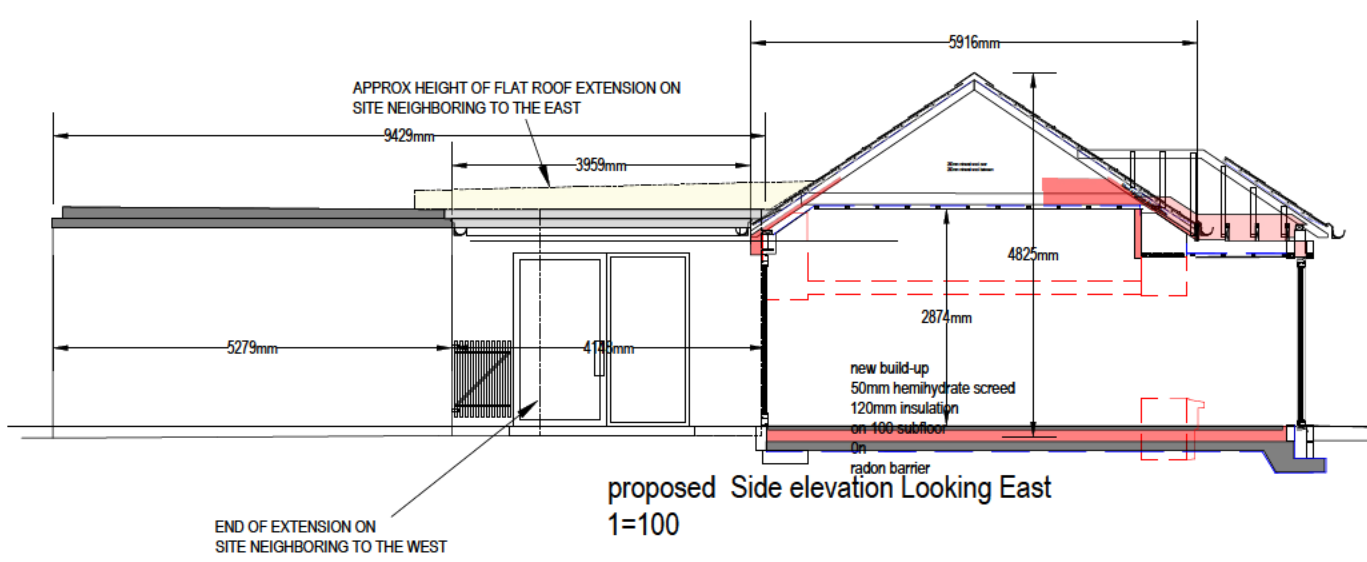 5916mm
APPROX HEIGHT OF FLAT ROOF EXTENSION ON
SITE NEIGHBORING TO THE EAST
9429mm
3959mm
4825mm
2874mm
5279mm
4148mm
new build-up
50mm hemihydrate screed
120mm insulation
on 100 subfloor
0n
radon barrier
proposed Side elevation Looking East
1=100
END OF EXTENSION ON
SITE NEIGHBORING TO THE WEST